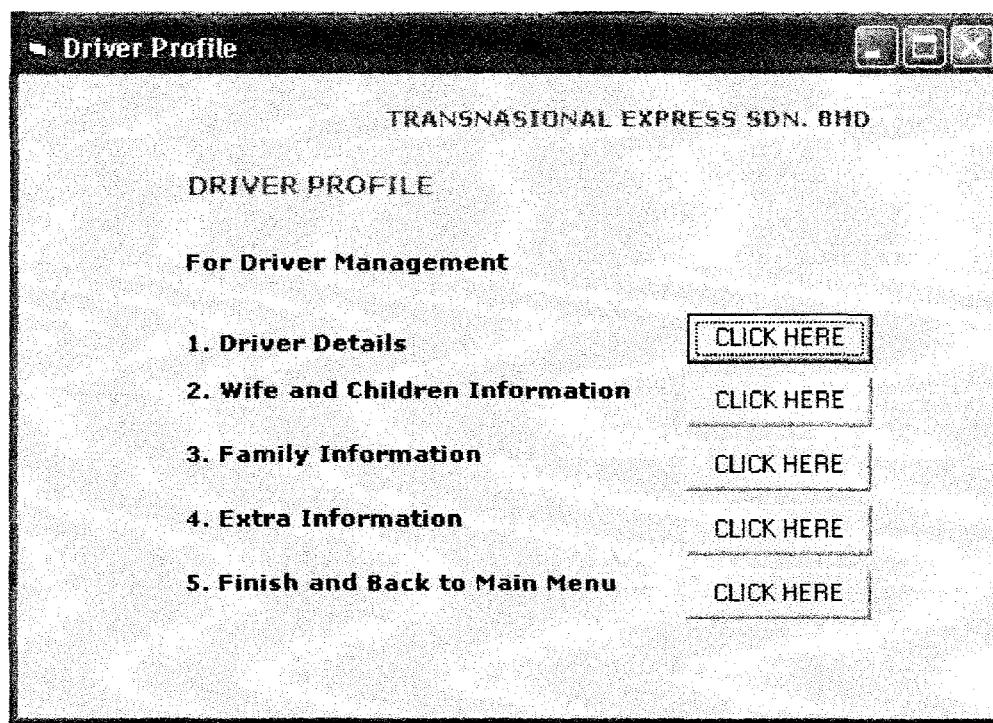 Driver Profile
TRANSNASIONAL EXPRESS SDN. BHD
DRIVER PROFILE
For Driver Management
1. Driver Details CLICK HERE
2. Wife and Children Information CLICK HERE
3. Family Information CLICK HERE
4. Extra Information CLICK HERE
5. Finish and Back to Main Menu CLICK HERE